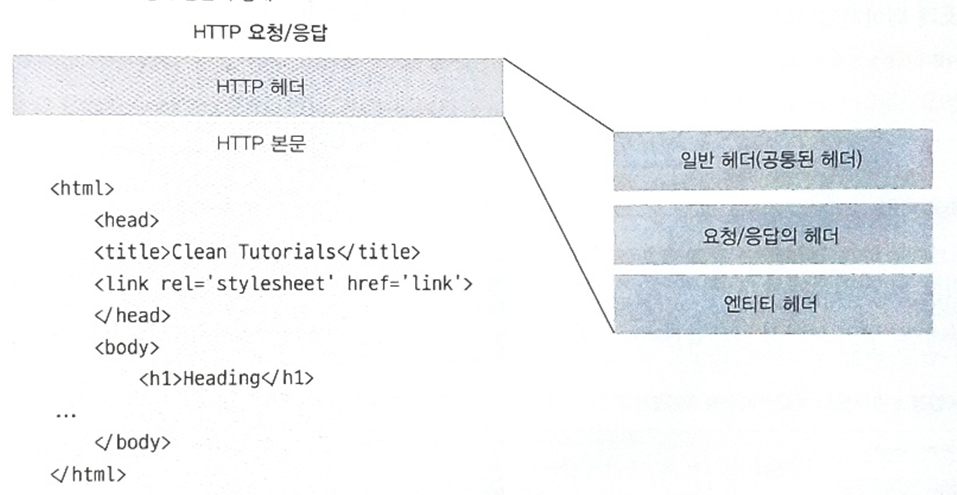 HTTP 요청/응답
HTTP 헤더
HTTP 본문
<html>
<head>
<title>Clean Tutorials</title>
<link rel='stylesheet' href='link'>
</head>
<body>
<h1>Heading</h1>
...
</body>
</html>
일반 헤더(공통된 헤더)
요청/응답의 헤더
엔티티 헤더